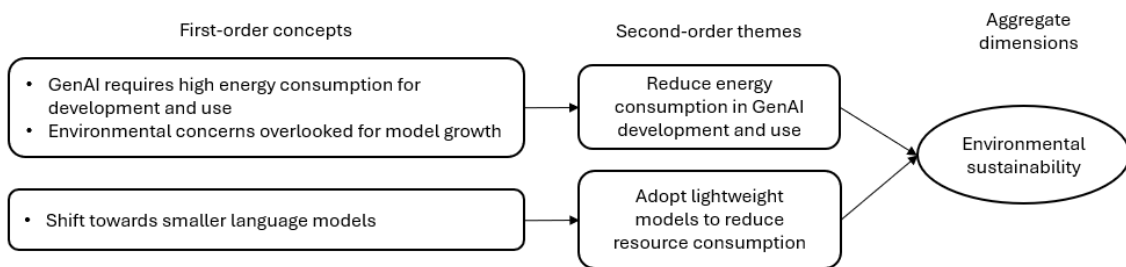 First-order concepts
Second-order themes
Aggregate
dimensions
• GenAI requires high energy consumption for
development and use
• Environmental concerns overlooked for model growth
Reduce energy
consumption in GenAI
development and use
• Shift towards smaller language models
Adopt lightweight
models to reduce
resource consumption
Environmental
sustainability